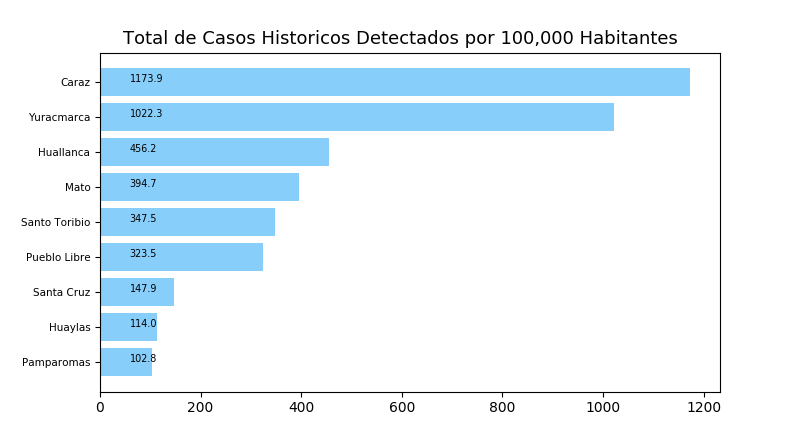 Total de Casos Historicos Detectados por 100,000 Habitantes
Caraz 1173.9
Yuracmarca 1022.3
Huallanca 456.2
Mato 394.7
Santo Toribio 347.5
Pueblo Libre 323.5
Santa Cruz 147.9
Huaylas 114.0
Pamparomas 102.8
0 200 400 600 800 1000 1200